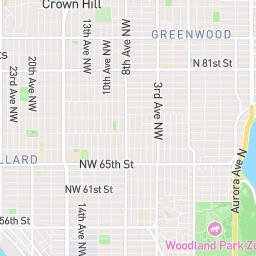 Crown Hill
GREENWOOD
13th Ave NW
8th Ave NW
10th Ave NW
N 81st St
20th Ave NW
23rd Ave NW
3rd Ave NW
ts
LLARD
NW 65th St
NW 61st St
Aurora Ave N
14th Ave NW
56th St
Woodland Park Zo